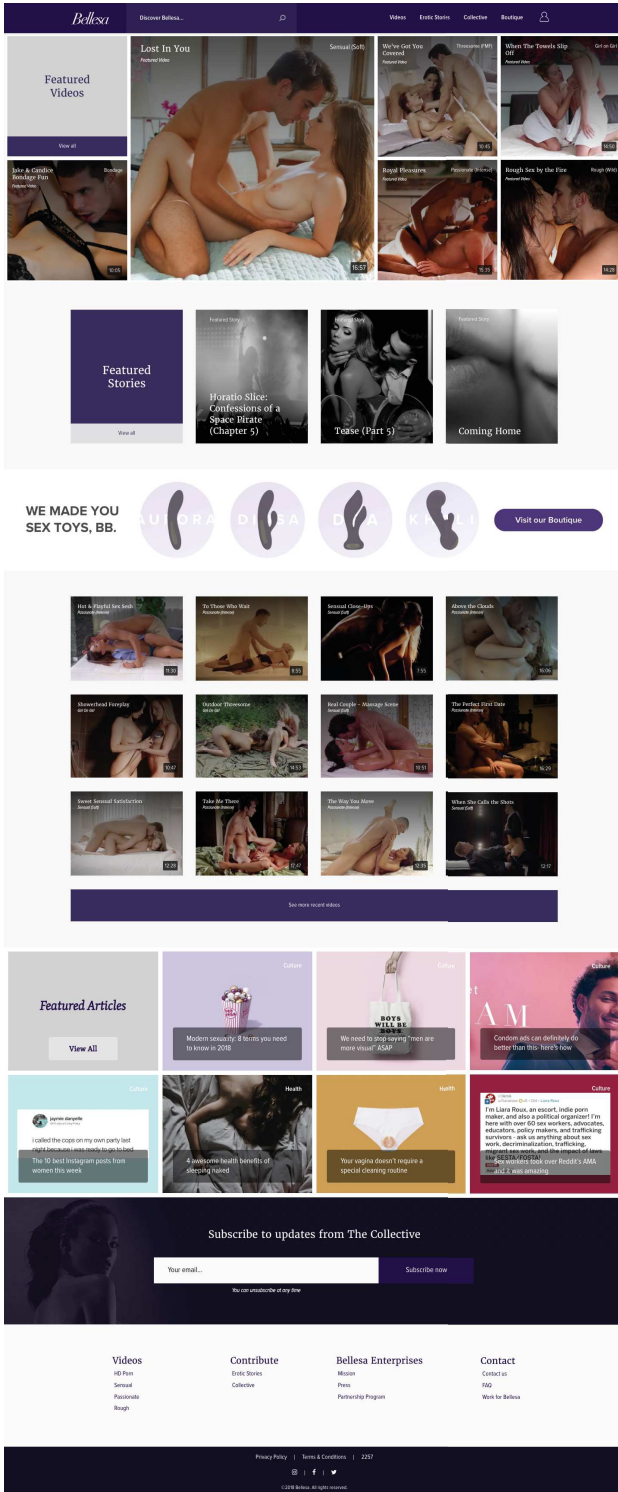 Bellesa
Discover Bellesa...
Videos
Erotic Stories
Collective
Boutique
Featured
Videos
View all
Lost In You
Featured Video
Sensual (Soft)
16:57
We've Got You
Covered
Featured Video
Threesome (FMF)
10:45
When The Towels Slip
Off
Featured Video
Girl on Girl
14:50
Jake & Candice
Bondage Fun
Featured Video
Bondage
10:05
Royal Pleasures
Featured Video
Passionate (Intense)
15:35
Rough Sex by the Fire
Featured Video
Rough (Wild)
14:28
Featured
Stories
View all
Featured Story
Horatio Slice:
Confessions of a
Space Pirate
(Chapter 5)
Featured Story
Tease (Part 5)
Featured Story
Coming Home
WE MADE YOU
SEX TOYS, BB.
Visit our Boutique
Hot & Playful Sex Sesh
Passionate (Intense)
11:30
To Those Who Wait
Passionate (Intense)
8:55
Sensual Close-Ups
Sensual (Soft)
7:55
Above the Clouds
Passionate (Intense)
16:06
Showerhead Foreplay
Girl On Girl
10:47
Outdoor Threesome
Girl On Girl
14:53
Real Couple - Massage Scene
Sensual (Soft)
10:51
The Perfect First Date
Passionate (Intense)
16:29
Sweet Sensual Satisfaction
Sensual (Soft)
12:28
Take Me There
Passionate (Intense)
17:47
The Way You Move
Passionate (Intense)
12:35
When She Calls the Shots
Sensual (Soft)
12:17
See more recent videos
Featured Articles
View All
Culture
Modern sexuality: 8 terms you need
to know in 2018
Culture
BOYS
WILL BE
BOYS.
We need to stop saying "men are
more visual" ASAP
Culture
AM
Condom ads can definitely do
better than this here's how
Culture
jaymie danyelle
i called the cops on my own party last
night because i was ready to go to bed
The 10 best Instagram posts from
women this week
Health
4 awesome health benefits of
sleeping naked
Health
Your vagina doesn't require a
special cleaning routine
Culture
I'm Liara Roux, an escort, indie porn
maker, and also a political organizer! I'm
here with over 60 sex workers, advocates,
educators, policy makers, and trafficking
survivors - ask us anything about sex
work, decriminalization, trafficking,
migrant sex work, and the impact of laws
like SESTA/FOSTA!
Sex workers took over Reddit's AMA
and it was amazing
Subscribe to updates from The Collective
Your email...
Subscribe now
You can unsubscribe at any time
Videos
HD Porn
Sensual
Passionate
Rough
Contribute
Erotic Stories
Collective
Bellesa Enterprises
Mission
Press
Partnership Program
Contact
Contact us
FAQ
Work for Bellesa
Privacy Policy | Terms & Conditions | 2257
©2018 Bellesa. All rights reserved.